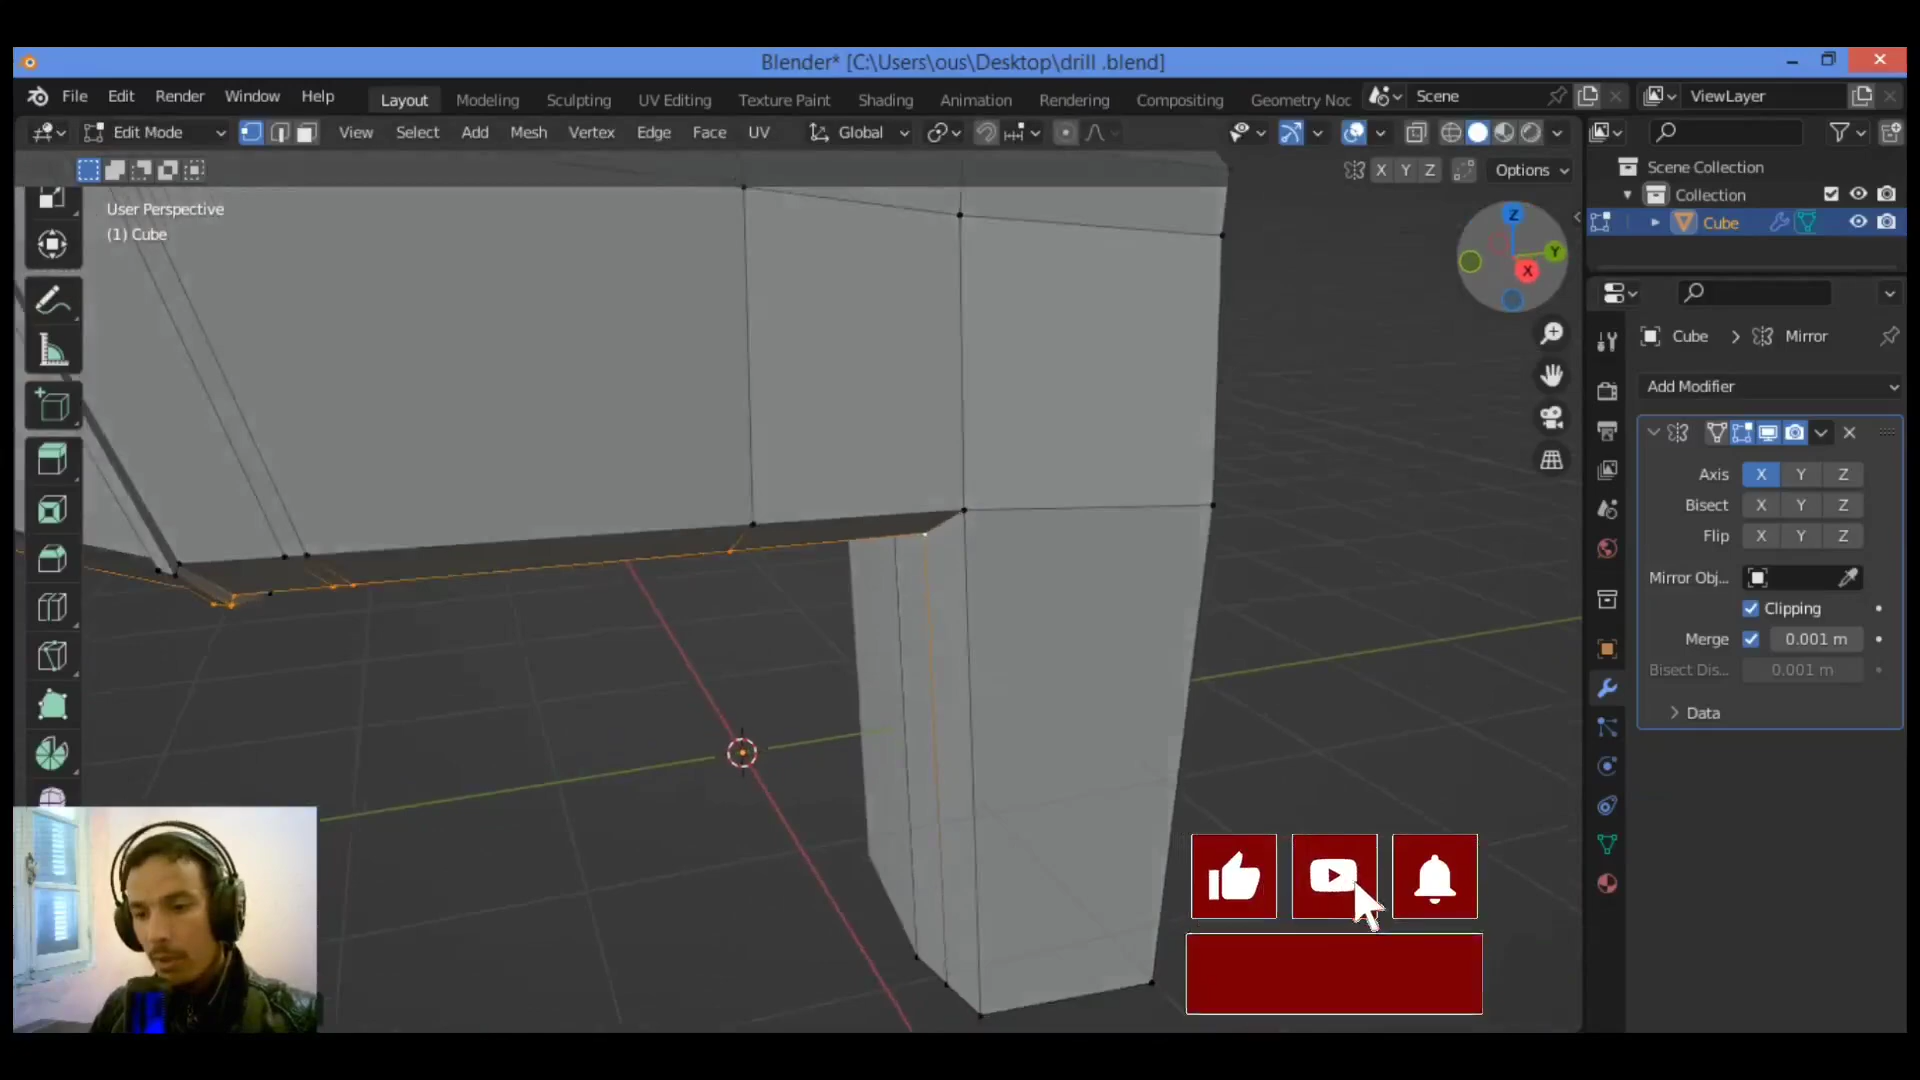 Blender* [C:\Users\ous\Desktop\drill .blend]
File Edit Render Window Help
Layout Modeling Sculpting UV Editing Texture Paint Shading Animation Rendering Compositing Geometry Noc
Scene
ViewLayer
Edit Mode
View Select Add Mesh Vertex Edge Face UV
Global
X Y Z
Options
User Perspective
(1) Cube
Z
Y
X
Scene Collection
Collection
Cube
Cube > Mirror
Add Modifier
Axis X Y Z
Bisect X Y Z
Flip X Y Z
Mirror Obj...
Clipping
Merge 0.001 m
Bisect Dis... 0.001 m
Data